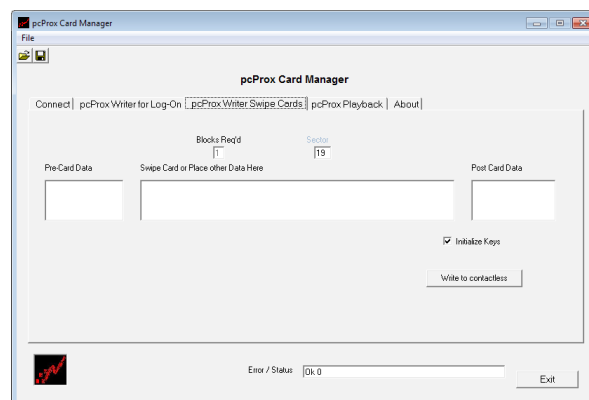 pcProx Card Manager
File
pcProx Card Manager
Connect pcProx Writer for Log-On pcProx Writer Swipe Cards pcProx Playback About
Blocks Req'd Sector
1 19
Pre-Card Data Swipe Card or Place other Data Here Post Card Data
Initialize Keys
Write to contactless
Error / Status Ok 0
Exit